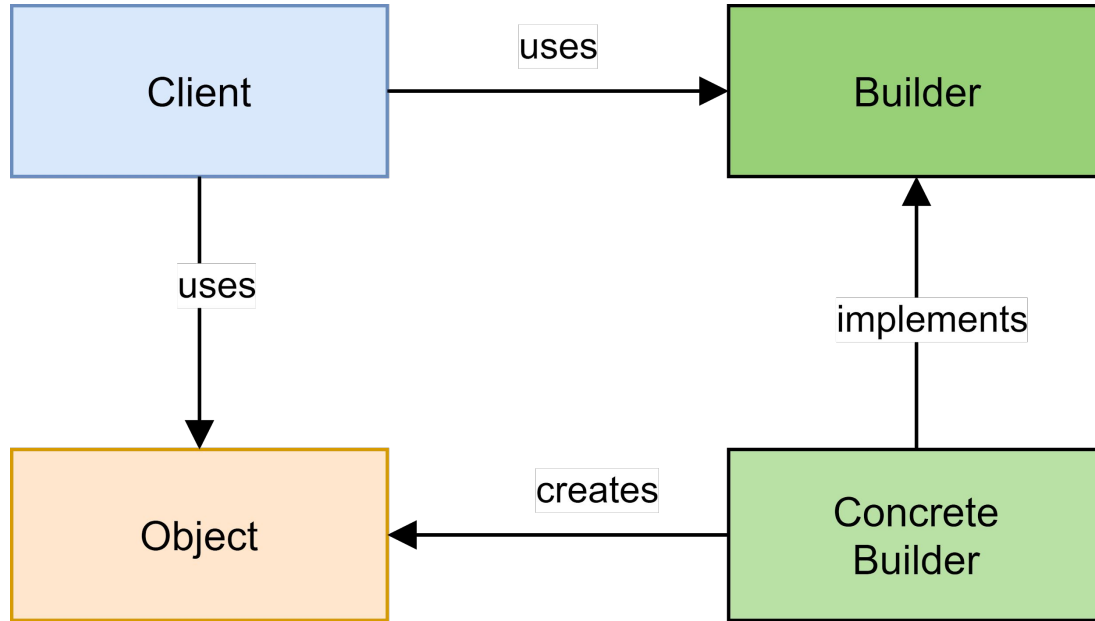 Client
uses
Builder
uses
implements
Object
creates
Concrete
Builder